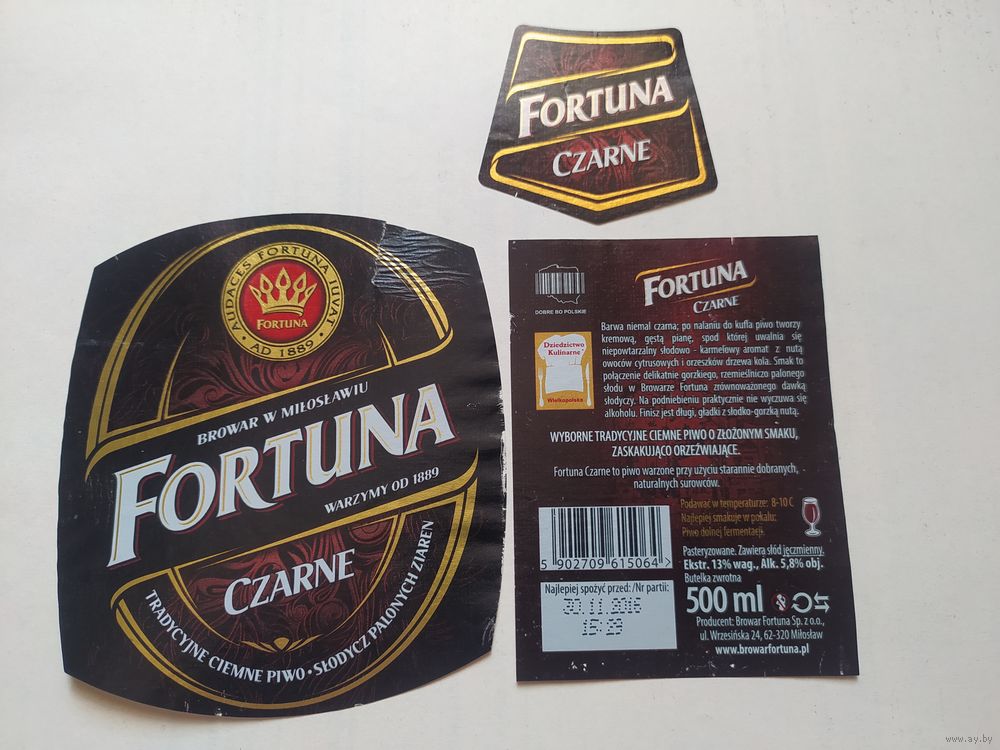 FORTUNA
CZARNE
AUDACES FORTUNA JUVAT
FORTUNA
AD 1889
BROWAR W MIŁOSŁAWIU
FORTUNA
WARZYMY OD 1889
CZARNE
TRADYCYJNE CIEMNE PIWO • SŁODYCZ PALONYCH ZIAREN
DOBRE BO POLSKIE
Dziedzictwo
Kulinarne
Wielkopolska
FORTUNA
CZARNE
Barwa niemal czarna; po nalaniu do kufla piwo tworzy
kremową, gęstą pianę, spod której uwalnia się
niepowtarzalny słodowo - karmelowy aromat z nutą
owoców cytrusowych i orzeszków drzewa kola. Smak to
połączenie delikatnie gorzkiego, rzemieślniczo palonego
słodu w Browarze Fortuna zrównoważonego dawką
słodyczy. Na podniebieniu praktycznie nie wyczuwa się
alkoholu. Finisz jest długi, gładki z słodko-gorzką nutą.
WYBORNE TRADYCYJNE CIEMNE PIWO O ZŁOŻONYM SMAKU,
ZASKAKUJĄCO ORZEŹWIAJĄCE.
Fortuna Czarne to piwo warzone przy użyciu starannie dobranych,
naturalnych surowców.
Podawać w temperaturze: 8-10 C
Najlepiej smakuje w pokalu:
Piwo dolnej fermentacji.
5 902709 615064 >
Pasteryzowane. Zawiera słód jęczmienny.
Ekstr. 13% wag., Alk. 5,8% obj.
Butelka zwrotna
500 ml
Najlepiej spożyć przed: /Nr partii:
15:19
Producent: Browar Fortuna Sp. z o.o.,
ul. Wrzesińska 24, 62-320 Miłosław
www.browarfortuna.pl
www.ay.by